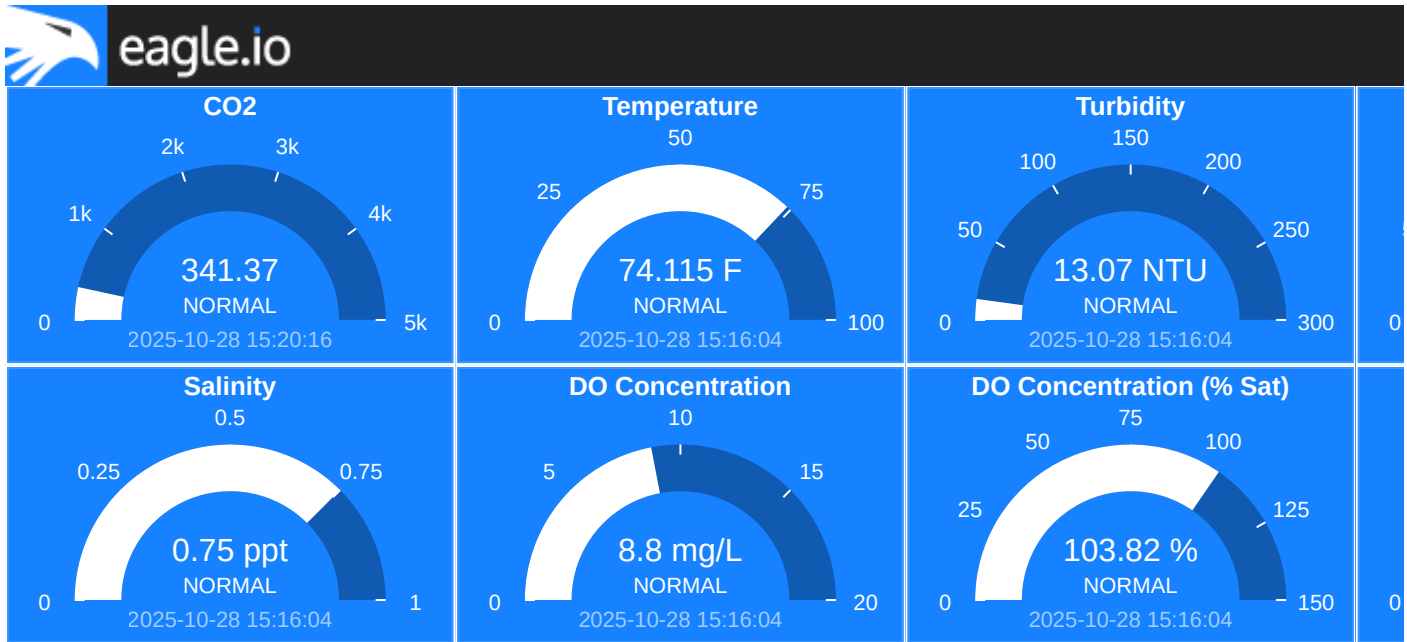 eagle.io
CO2
0
1k
2k
3k
4k
5k
341.37
NORMAL
2025-10-28 15:20:16
Temperature
0
25
50
75
100
74.115 F
NORMAL
2025-10-28 15:16:04
Turbidity
0
50
100
150
200
250
300
13.07 NTU
NORMAL
2025-10-28 15:16:04
0
Salinity
0
0.25
0.5
0.75
1
0.75 ppt
NORMAL
2025-10-28 15:16:04
DO Concentration
0
5
10
15
20
8.8 mg/L
NORMAL
2025-10-28 15:16:04
DO Concentration (% Sat)
0
25
50
75
100
125
150
103.82 %
NORMAL
2025-10-28 15:16:04
0